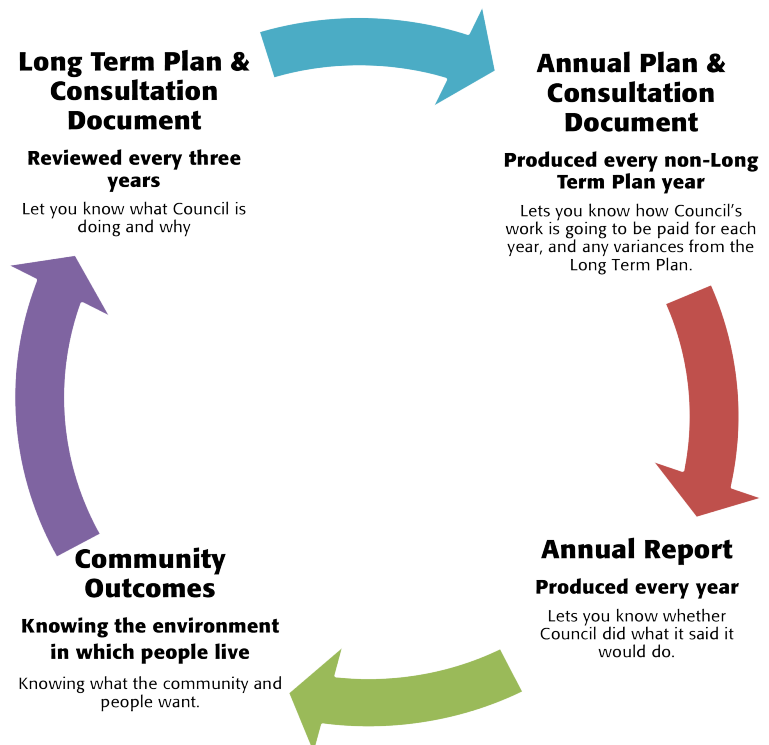 Long Term Plan &
Consultation
Document
Reviewed every three
years
Let you know what Council is
doing and why
Annual Plan &
Consultation
Document
Produced every non-Long
Term Plan year
Lets you know how Council's
work is going to be paid for each
year, and any variances from the
Long Term Plan.
Annual Report
Produced every year
Lets you know whether
Council did what it said it
would do.
Community
Outcomes
Knowing the environment
in which people live
Knowing what the community and
people want.